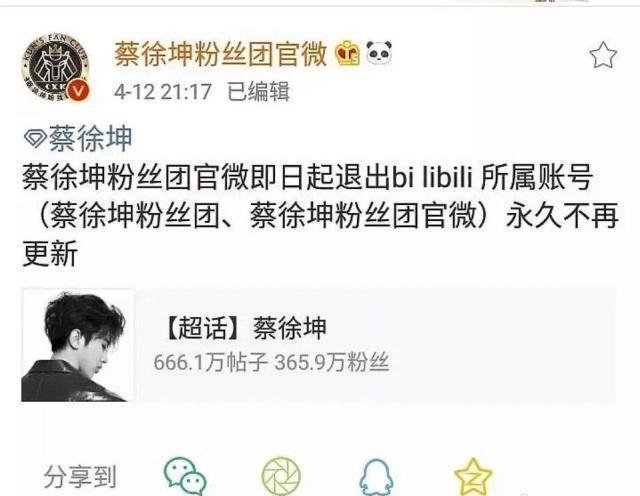 KUN'S FAN CLUB
CXK
蔡徐坤粉丝团官微
4-12 21:17 已编辑
蔡徐坤
蔡徐坤粉丝团官微即日起退出bi libili 所属账号
（蔡徐坤粉丝团、蔡徐坤粉丝团官微）永久不再
更新
【超话】蔡徐坤
666.1万帖子 365.9万粉丝
分享到